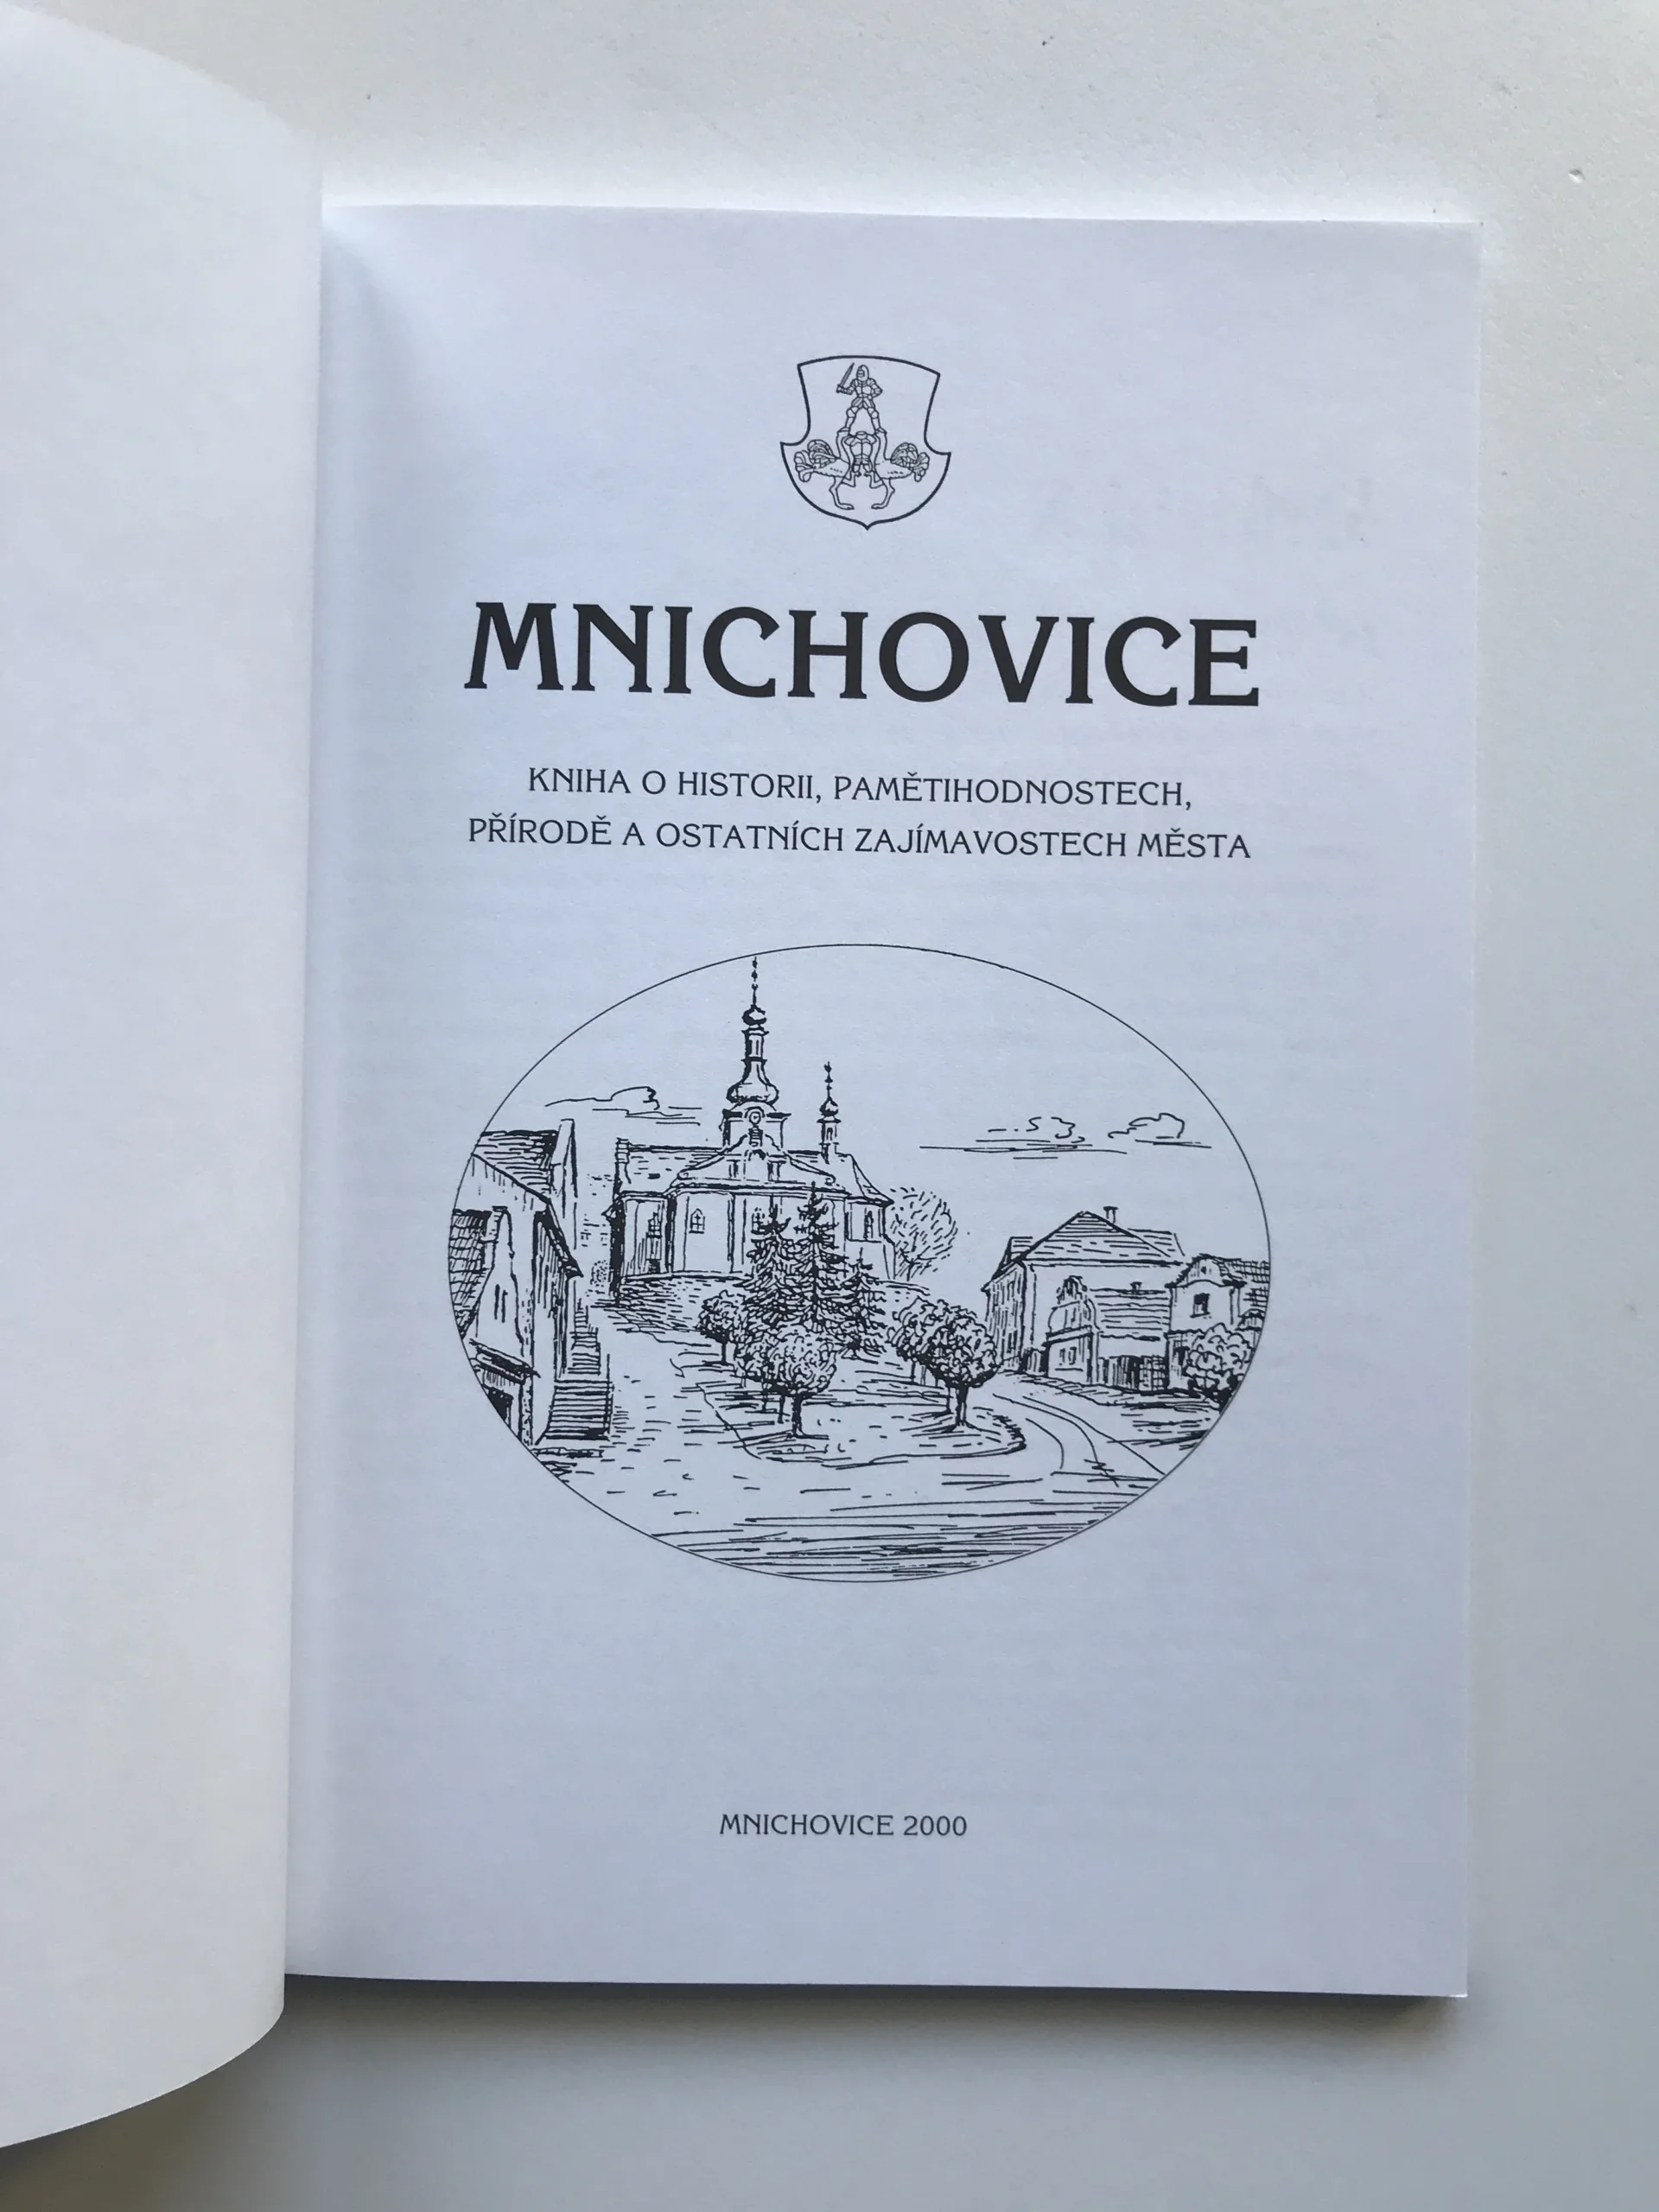 MNICHOVICE
KNIHA O HISTORII, PAMĚTIHODNOSTECH,
PŘÍRODĚ A OSTATNÍCH ZAJÍMAVOSTECH MĚSTA
MNICHOVICE 2000